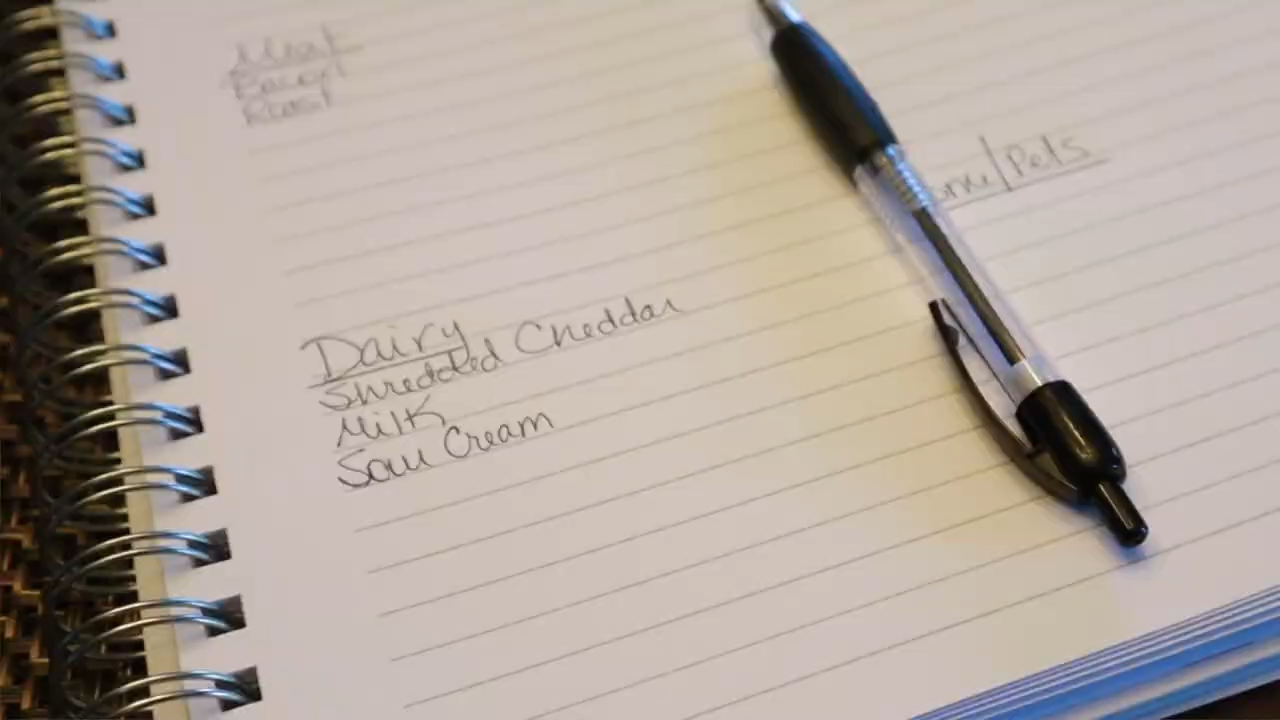 Meat
Bacon
Roast
/Pets
Dairy
Shredded Cheddar
Milk
Sour Cream